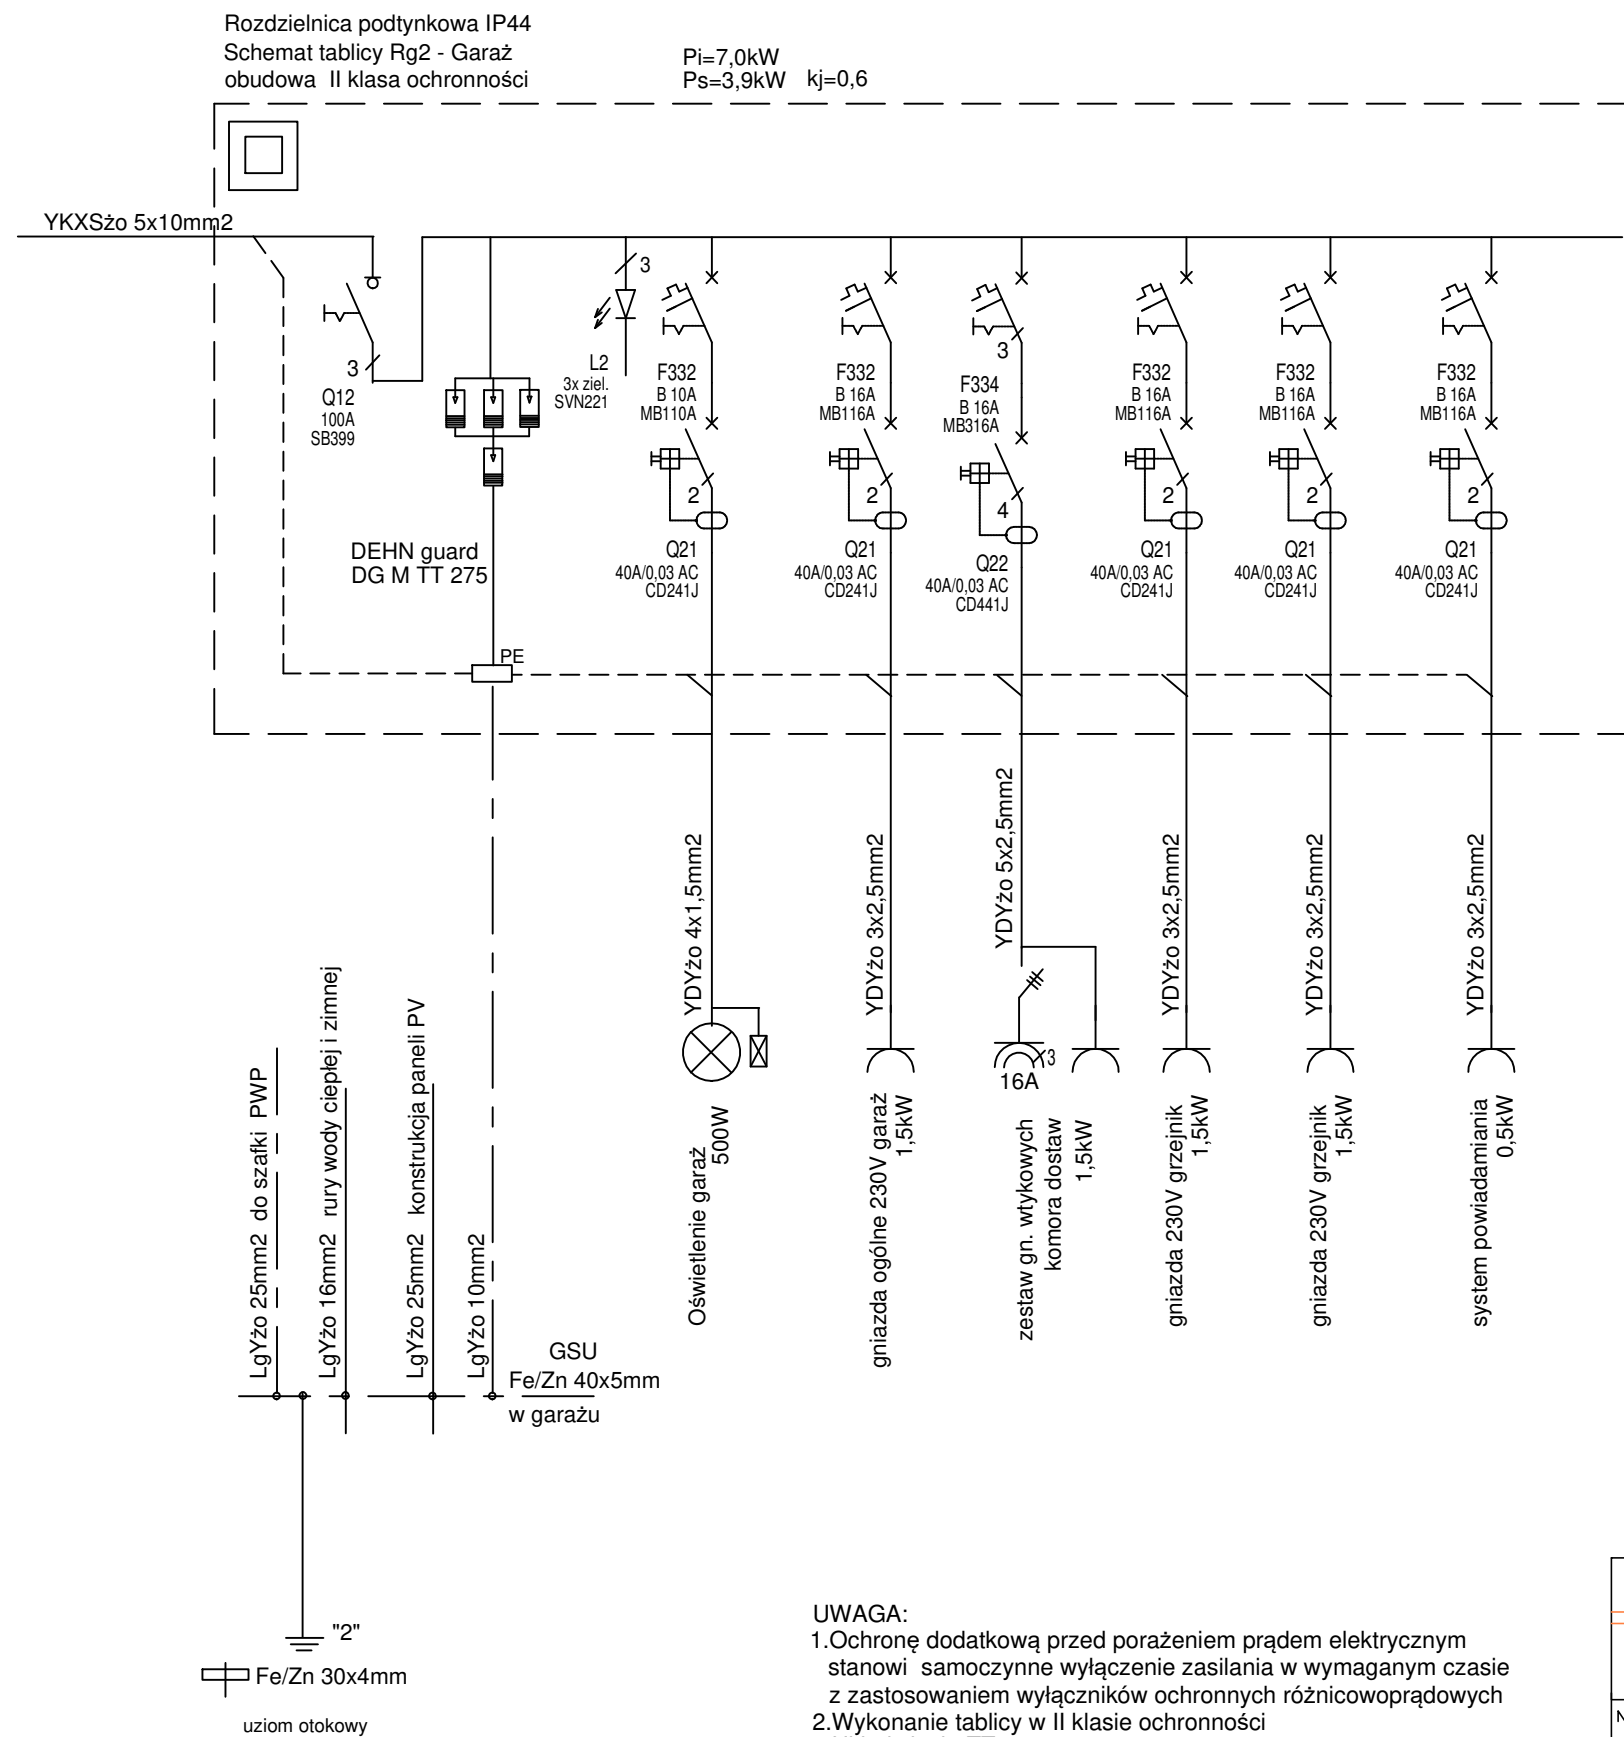 Rozdzielnica podtynkowa IP44
Schemat tablicy Rg2 - Garaż
obudowa II klasa ochronności
Pi=7,0kW
Ps=3,9kW kj=0,6
YKXSżo 5x10mm2
3
Q12
100A
SB399
DEHN guard
DG M TT 275
PE
3
L2
3x ziel.
SVN221
F332
B 10A
MB110A
2
Q21
40A/0,03 AC
CD241J
F332
B 16A
MB116A
2
Q21
40A/0,03 AC
CD241J
3
F334
B 16A
MB316A
4
Q22
40A/0,03 AC
CD441J
F332
B 16A
MB116A
2
Q21
40A/0,03 AC
CD241J
F332
B 16A
MB116A
2
Q21
40A/0,03 AC
CD241J
F332
B 16A
MB116A
2
Q21
40A/0,03 AC
CD241J
YDYżo 4x1,5mm2
YDYżo 3x2,5mm2
YDYżo 5x2,5mm2
YDYżo 3x2,5mm2
YDYżo 3x2,5mm2
YDYżo 3x2,5mm2
3
16A
Oświetlenie garaż
500W
gniazda ogólne 230V garaż
1,5kW
zestaw gn. wtykowych
komora dostaw
1,5kW
gniazda 230V grzejnik
1,5kW
gniazda 230V grzejnik
1,5kW
system powiadamiania
0,5kW
LgYżo 25mm2 do szafki PWP
LgYżo 16mm2 rury wody ciepłej i zimnej
LgYżo 25mm2 konstrukcja paneli PV
LgYżo 10mm2
GSU
Fe/Zn 40x5mm
w garażu
"2"
Fe/Zn 30x4mm
uziom otokowy
UWAGA:
1.Ochronę dodatkową przed porażeniem prądem elektrycznym
stanowi samoczynne wyłączenie zasilania w wymaganym czasie
z zastosowaniem wyłączników ochronnych różnicowoprądowych
2.Wykonanie tablicy w II klasie ochronności